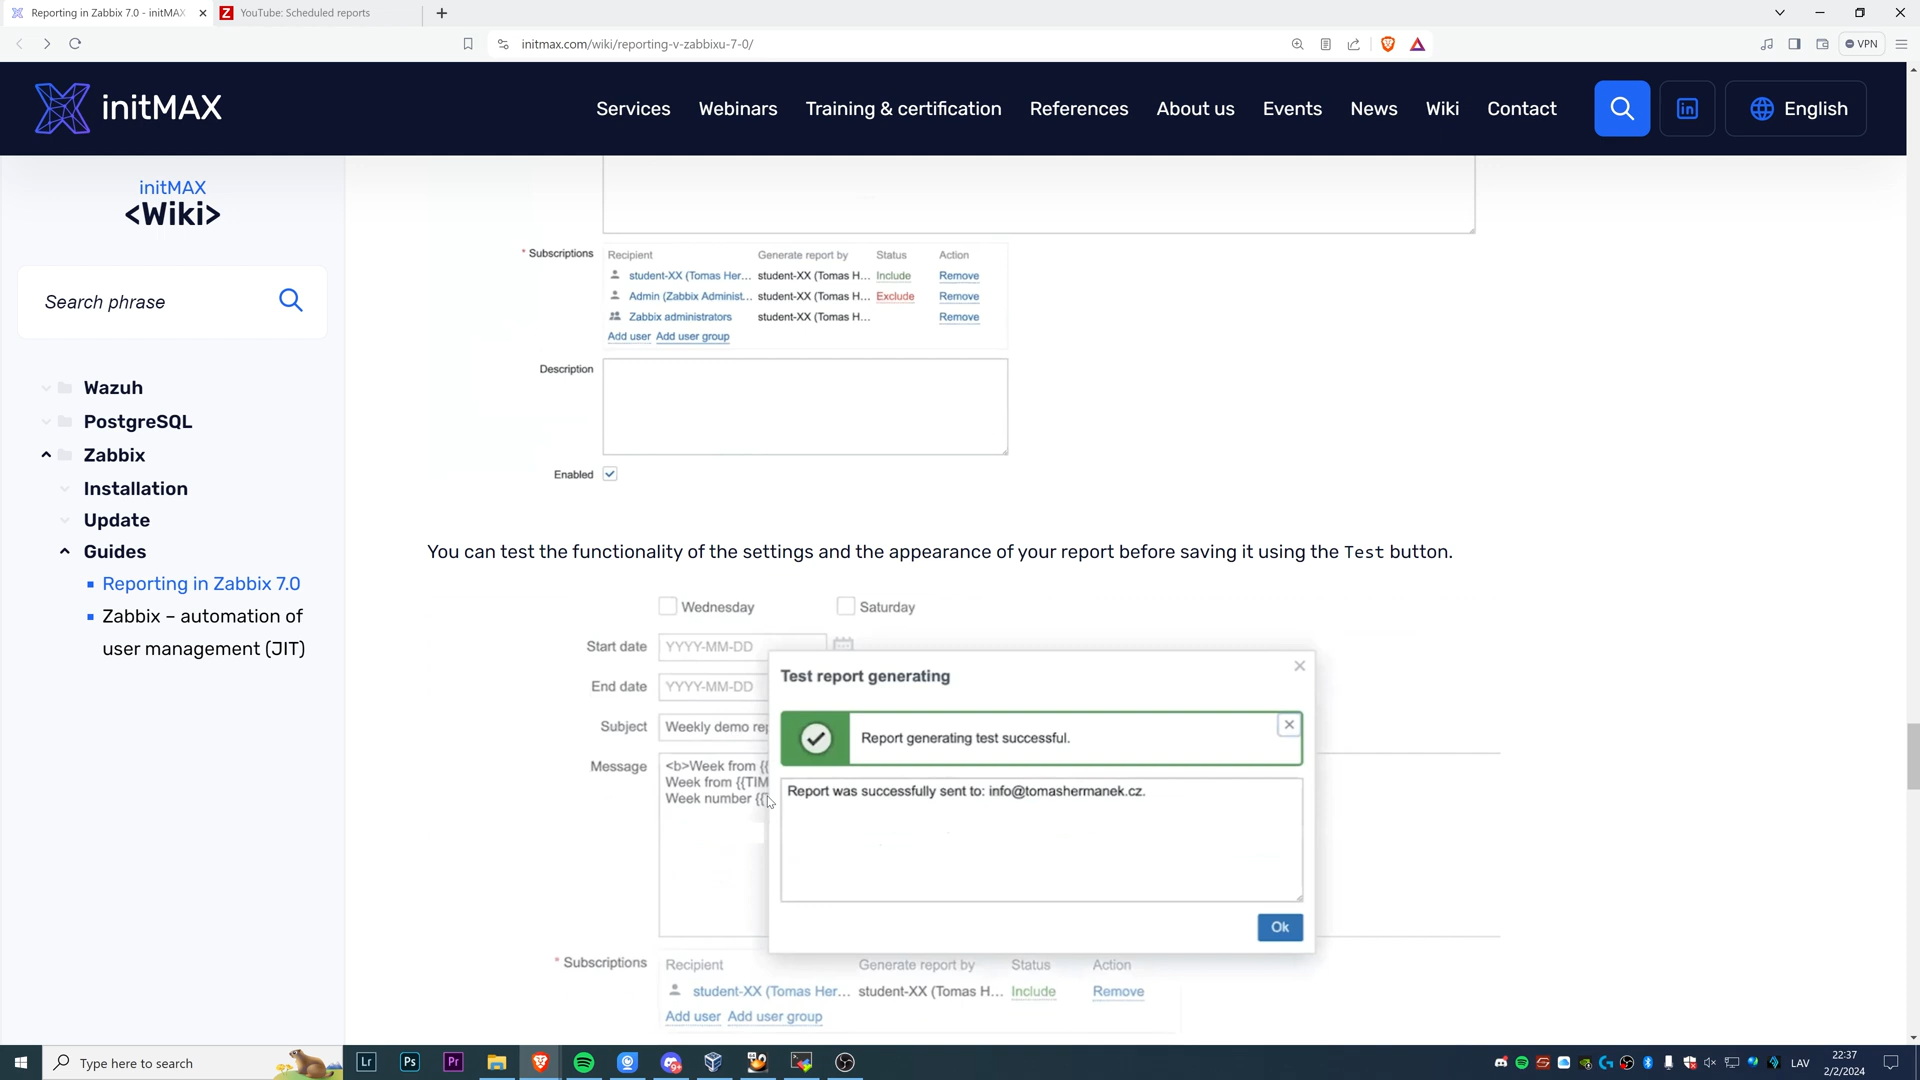 Reporting in Zabbix 7.0 - initMAX
YouTube: Scheduled reports
initmax.com/wiki/reporting-v-zabbixu-7-0/
VPN
initMAX
Services
Webinars
Training & certification
References
About us
Events
News
Wiki
Contact
English
initMAX
<Wiki>
Search phrase
Wazuh
PostgreSQL
Zabbix
Installation
Update
Guides
Reporting in Zabbix 7.0
Zabbix – automation of
user management (JIT)
* Subscriptions
Recipient Generate report by Status Action
student-XX (Tomas Her... student-XX (Tomas H... Include Remove
Admin (Zabbix Administ... student-XX (Tomas H... Exclude Remove
Zabbix administrators student-XX (Tomas H... Remove
Add user Add user group
Description
Enabled
You can test the functionality of the settings and the appearance of your report before saving it using the Test button.
Wednesday Saturday
Start date YYYY-MM-DD
End date YYYY-MM-DD
Subject Weekly demo rep
Message <b>Week from {{
Week from {{TIM
Week number {{
Test report generating
Report generating test successful.
Report was successfully sent to: info@tomashermanek.cz.
Ok
* Subscriptions Recipient Generate report by Status Action
student-XX (Tomas Her... student-XX (Tomas H... Include Remove
Add user Add user group
Type here to search
Lr
Ps
Pr
9+
LAV
22:37
2/2/2024